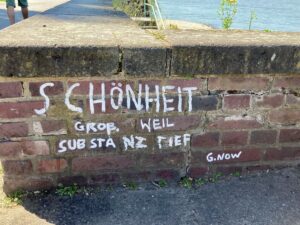 SCHÖNHEIT
GROß, WEIL
SUBSTANZ TIEF
G.NOW